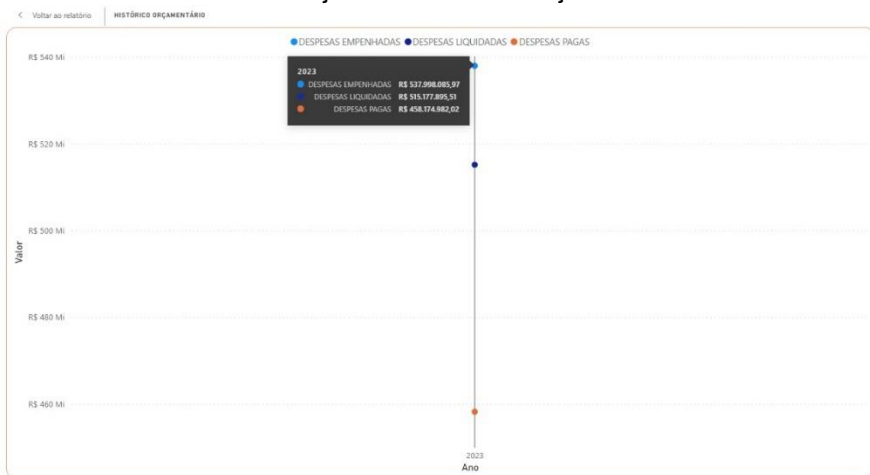 Voltar ao relatório
HISTÓRICO ORÇAMENTÁRIO
DESPESAS EMPENHADAS DESPESAS LIQUIDADAS DESPESAS PAGAS
R$ 540 Mi
2023
DESPESAS EMPENHADAS R$ 537.998.085,97
DESPESAS LIQUIDADAS R$ 515.177.895,51
DESPESAS PAGAS R$ 458.174.982,02
R$ 520 Mi
R$ 500 Mi
Valor
R$ 480 Mi
R$ 460 Mi
2023
Ano